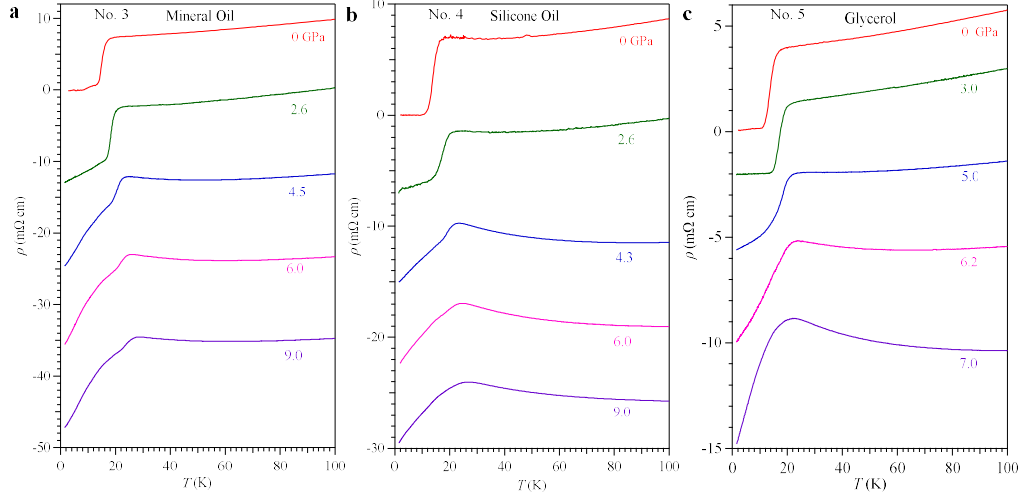 a No. 3 Mineral Oil
10
0
-10
-20
-30
-40
-50
ρ (mΩ cm)
0 GPa
2.6
4.5
6.0
9.0
0 20 40 60 80 100
T (K)
b No. 4 Silicone Oil
10
0
-10
-20
-30
ρ (mΩ cm)
0 GPa
2.6
4.3
6.0
9.0
0 20 40 60 80 100
T (K)
c No. 5 Glycerol
5
0
-5
-10
-15
ρ (mΩ cm)
0 GPa
3.0
5.0
6.2
7.0
0 20 40 60 80 100
T (K)